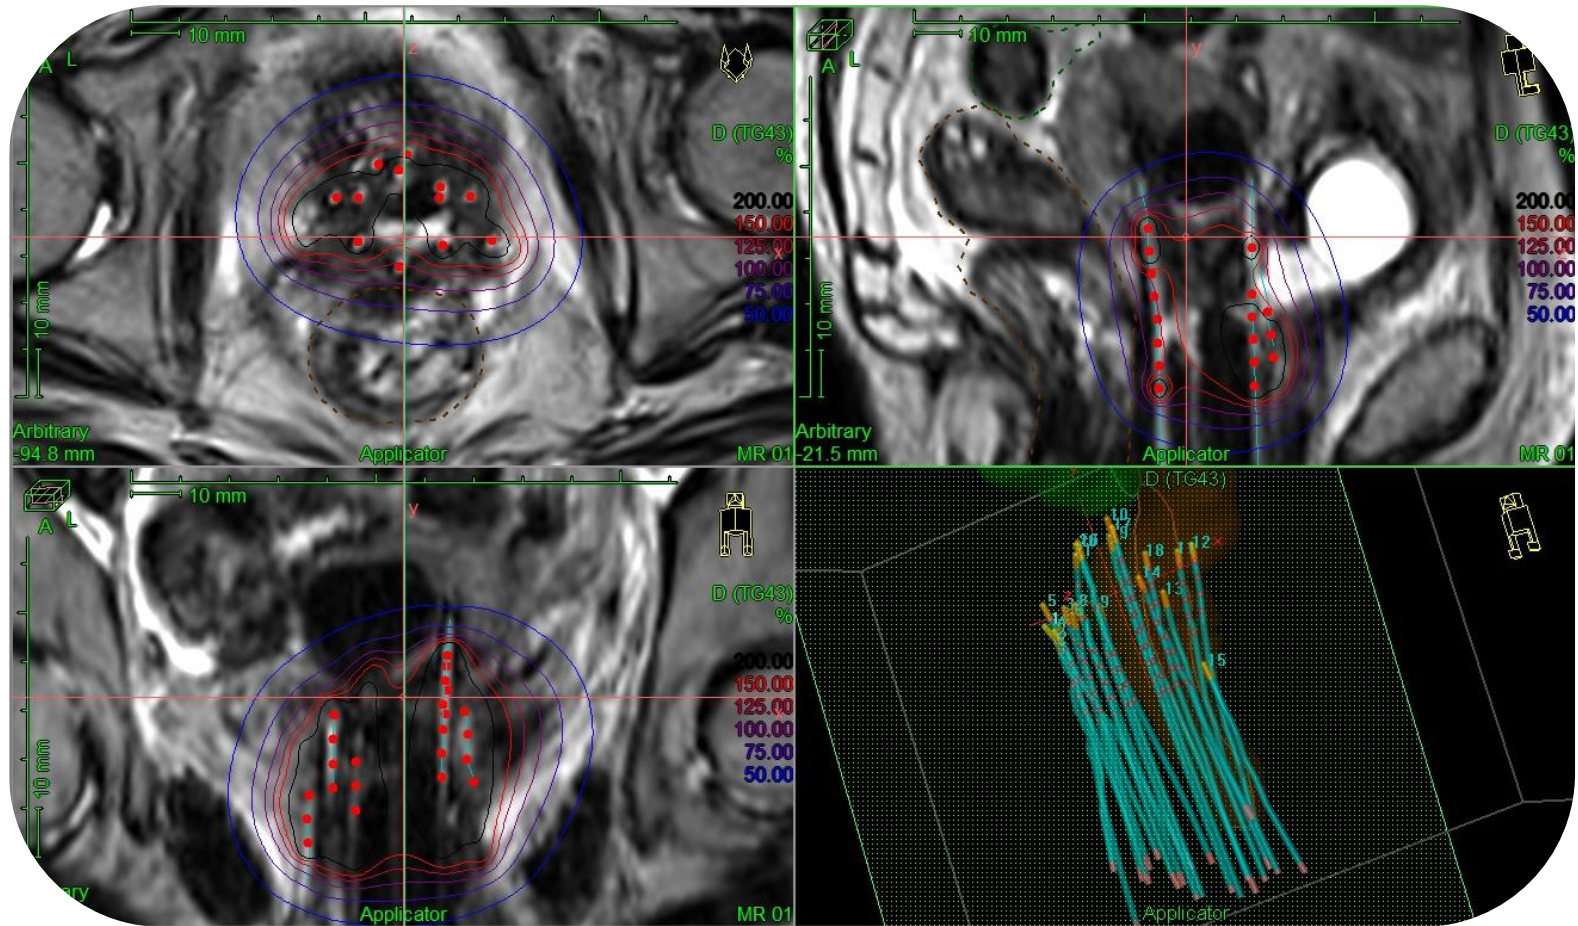 10 mm
z
A L
D (TG43)
%
200.00
150.00
125.00
100.00
75.00
50.00
x
10 mm
Arbitrary
-94.8 mm
Applicator
MR 01
10 mm
y
A L
D (TG43)
%
200.00
150.00
125.00
100.00
75.00
50.00
10 mm
Arbitrary
-21.5 mm
Applicator
MR 01
10 mm
y
A L
D (TG43)
%
200.00
150.00
125.00
100.00
75.00
50.00
10 mm
Applicator
MR 01
D (TG43)
10
9
18
12
14
13
5
8
9
15
Applicator